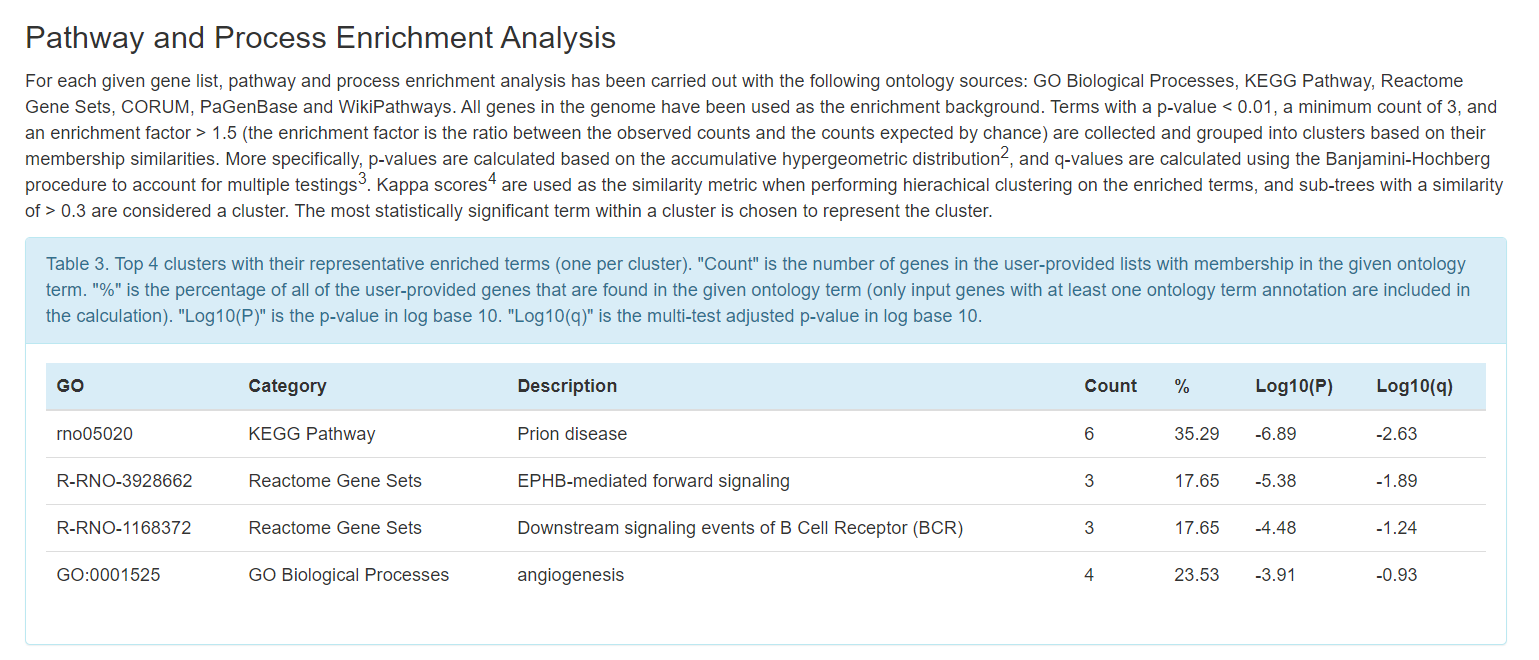 Pathway and Process Enrichment Analysis
For each given gene list, pathway and process enrichment analysis has been carried out with the following ontology sources: GO Biological Processes, KEGG Pathway, Reactome
Gene Sets, CORUM, PaGenBase and WikiPathways. All genes in the genome have been used as the enrichment background. Terms with a p-value < 0.01, a minimum count of 3, and
an enrichment factor > 1.5 (the enrichment factor is the ratio between the observed counts and the counts expected by chance) are collected and grouped into clusters based on their
membership similarities. More specifically, p-values are calculated based on the accumulative hypergeometric distribution2, and q-values are calculated using the Banjamini-Hochberg
procedure to account for multiple testings3. Kappa scores4 are used as the similarity metric when performing hierachical clustering on the enriched terms, and sub-trees with a similarity
of > 0.3 are considered a cluster. The most statistically significant term within a cluster is chosen to represent the cluster.
Table 3. Top 4 clusters with their representative enriched terms (one per cluster). "Count" is the number of genes in the user-provided lists with membership in the given ontology
term. "%" is the percentage of all of the user-provided genes that are found in the given ontology term (only input genes with at least one ontology term annotation are included in
the calculation). "Log10(P)" is the p-value in log base 10. "Log10(q)" is the multi-test adjusted p-value in log base 10.
GO Category Description Count % Log10(P) Log10(q)
rno05020 KEGG Pathway Prion disease 6 35.29 -6.89 -2.63
R-RNO-3928662 Reactome Gene Sets EPHB-mediated forward signaling 3 17.65 -5.38 -1.89
R-RNO-1168372 Reactome Gene Sets Downstream signaling events of B Cell Receptor (BCR) 3 17.65 -4.48 -1.24
GO:0001525 GO Biological Processes angiogenesis 4 23.53 -3.91 -0.93